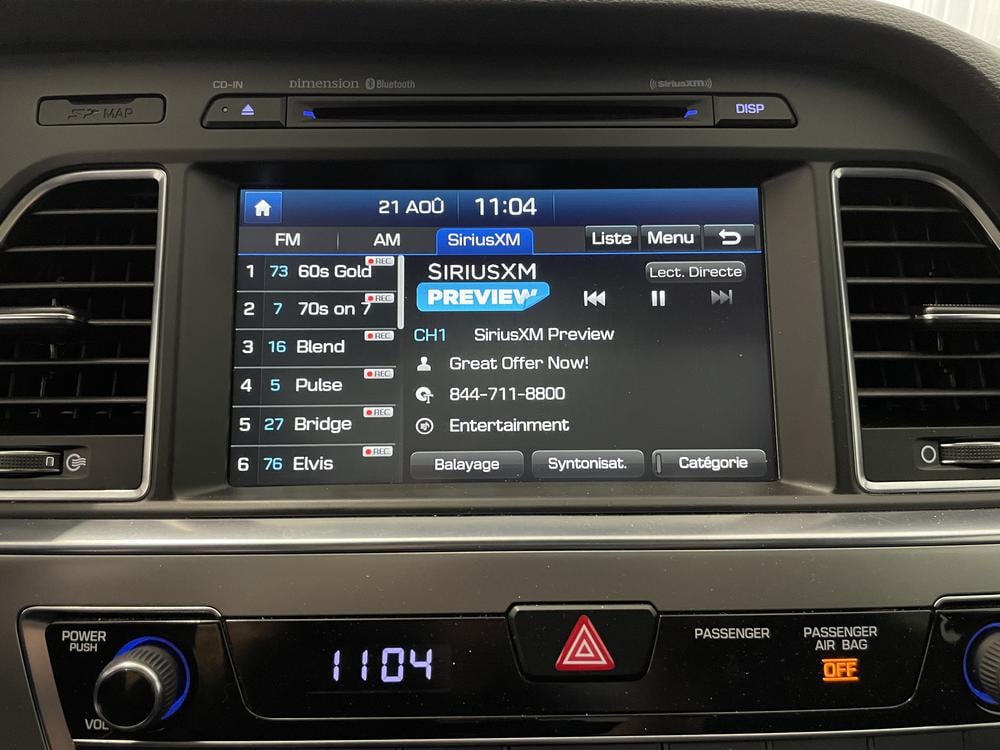 CD-IN
Dimension Bluetooth
((SiriusXM))
MAP
DISP
21 AOÛ 11:04
FM AM SiriusXM Liste Menu
1 73 60s Gold REC
2 7 70s on 7 REC
3 16 Blend REC
4 5 Pulse REC
5 27 Bridge REC
6 76 Elvis REC
SIRIUSXM
PREVIEW
Lect. Directe
CH1 SiriusXM Preview
Great Offer Now!
844-711-8800
Entertainment
Balayage Syntonisat. Catégorie
POWER
PUSH
VOL
11:04
PASSENGER
PASSENGER
AIR BAG
OFF